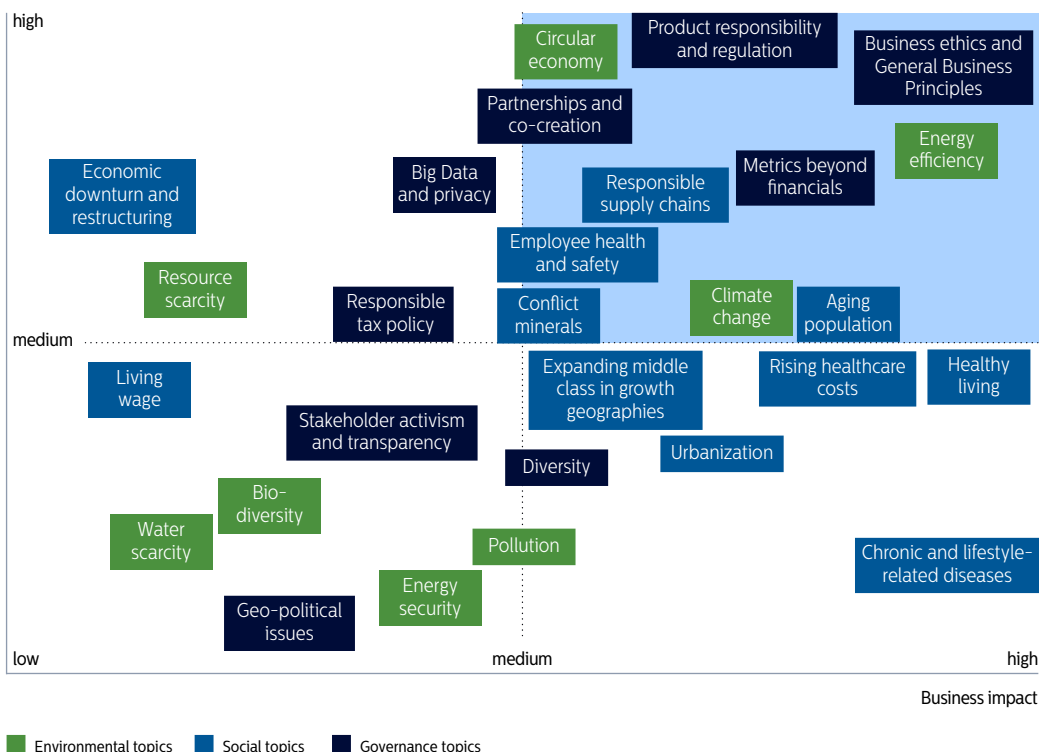 high
Circular
economy
Product responsibility
and regulation
Business ethics and
General Business
Principles
Partnerships and
co-creation
Energy
efficiency
Economic
downturn and
restructuring
Big Data
and privacy
Responsible
supply chains
Metrics beyond
financials
Employee health
and safety
Resource
scarcity
Responsible
tax policy
Conflict
minerals
Climate
change
Aging
population
medium
Living
wage
Expanding middle
class in growth
geographies
Rising healthcare
costs
Healthy
living
Stakeholder activism
and transparency
Urbanization
Diversity
Bio-
diversity
Water
scarcity
Pollution
Chronic and lifestyle-
related diseases
Energy
security
Geo-political
issues
low
medium
high
Business impact
Environmental topics
Social topics
Governance topics